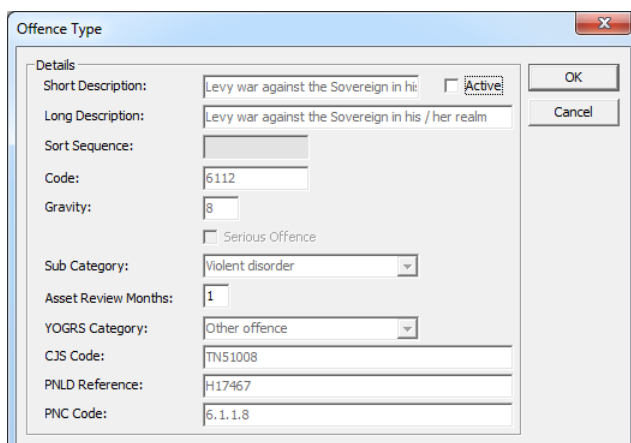 Offence Type
Details
Short Description: Levy war against the Sovereign in his Active OK
Long Description: Levy war against the Sovereign in his / her realm Cancel
Sort Sequence:
Code: 6112
Gravity: 8
Serious Offence
Sub Category: Violent disorder
Asset Review Months: 1
YOGRS Category: Other offence
CJS Code: TN51008
PNLD Reference: H17467
PNC Code: 6.1.1.8